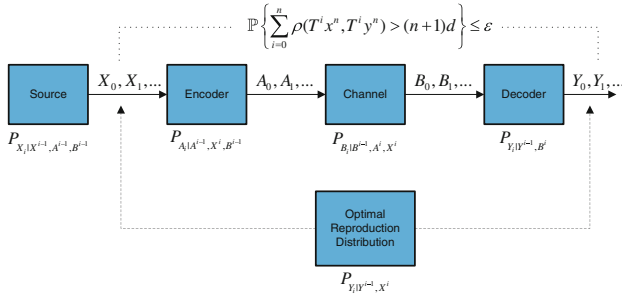 ℙ{∑_{i=0}^{n} ρ(T^i x^n, T^i y^n) > (n+1)d} ≤ ε
Source X_0, X_1,... Encoder A_0, A_1,... Channel B_0, B_1,... Decoder Y_0, Y_1,...
P_{X_i|X^{i-1},A^{i-1},B^{i-1}} P_{A_i|A^{i-1},X^i,B^{i-1}} P_{B_i|B^{i-1},A^i,X^i} P_{Y_i|Y^{i-1},B^i}
Optimal
Reproduction
Distribution
P_{Y_i|Y^{i-1},X^i}